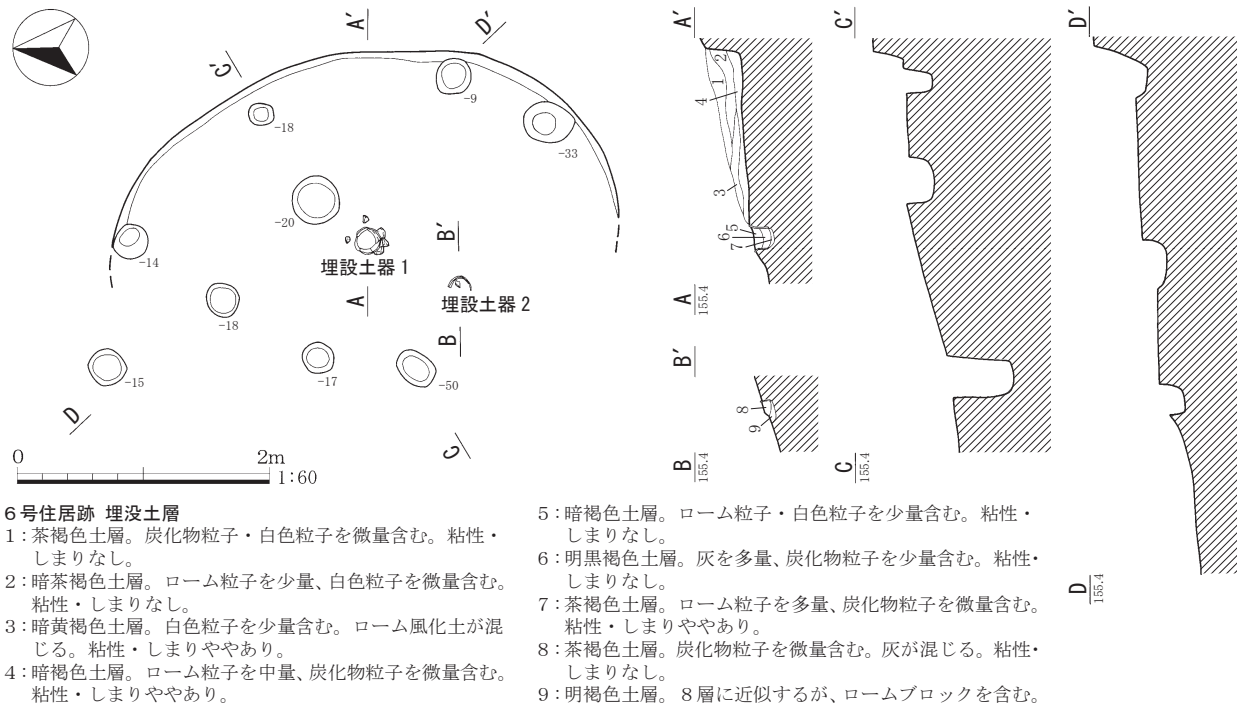 A'
D'
C'
-9
-18
-33
-20
B'
-14
埋設土器 1
A
埋設土器 2
-18
B
-15
-17
-50
D
C
0 2m
1:60
A'
2
1
4
3
5
6
7
A
155.4
B'
8
9
B
155.4
C'
C
155.4
D'
D
155.4
6号住居跡 埋没土層
1：茶褐色土層。炭化物粒子・白色粒子を微量含む。粘性・
しまりなし。
2：暗茶褐色土層。ローム粒子を少量、白色粒子を微量含む。
粘性・しまりなし。
3：暗黄褐色土層。白色粒子を少量含む。ローム風化土が混
じる。粘性・しまりややあり。
4：暗褐色土層。ローム粒子を中量、炭化物粒子を微量含む。
粘性・しまりややあり。
5：暗褐色土層。ローム粒子・白色粒子を少量含む。粘性・
しまりなし。
6：明黒褐色土層。灰を多量、炭化物粒子を少量含む。粘性・
しまりなし。
7：茶褐色土層。ローム粒子を多量、炭化物粒子を微量含む。
粘性・しまりややあり。
8：茶褐色土層。炭化物粒子を微量含む。灰が混じる。粘性・
しまりなし。
9：明褐色土層。８層に近似するが、ロームブロックを含む。